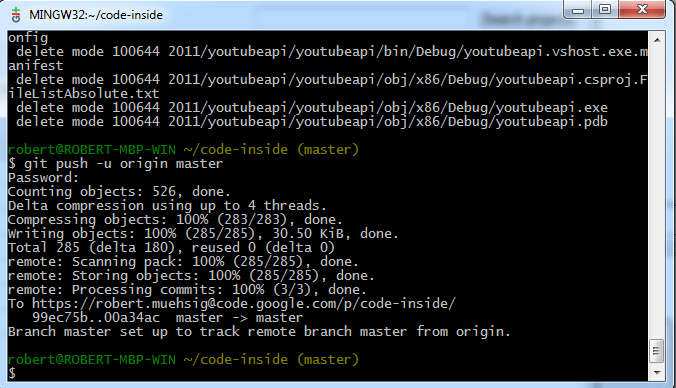 MINGW32:~/code-inside
onfig
delete mode 100644 2011/youtubeapi/youtubeapi/bin/Debug/youtubeapi.vshost.exe.m
anifest
delete mode 100644 2011/youtubeapi/youtubeapi/obj/x86/Debug/youtubeapi.csproj.F
ileListAbsolute.txt
delete mode 100644 2011/youtubeapi/youtubeapi/obj/x86/Debug/youtubeapi.exe
delete mode 100644 2011/youtubeapi/youtubeapi/obj/x86/Debug/youtubeapi.pdb
robert@ROBERT-MBP-WIN ~/code-inside (master)
$ git push -u origin master
Password:
Counting objects: 526, done.
Delta compression using up to 4 threads.
Compressing objects: 100% (283/283), done.
Writing objects: 100% (285/285), 30.50 KiB, done.
Total 285 (delta 180), reused 0 (delta 0)
remote: Scanning pack: 100% (285/285), done.
remote: Storing objects: 100% (285/285), done.
remote: Processing commits: 100% (3/3), done.
To https://robert.muehsig@code.google.com/p/code-inside/
99ec75b..00a34ac  master -> master
Branch master set up to track remote branch master from origin.
robert@ROBERT-MBP-WIN ~/code-inside (master)
$